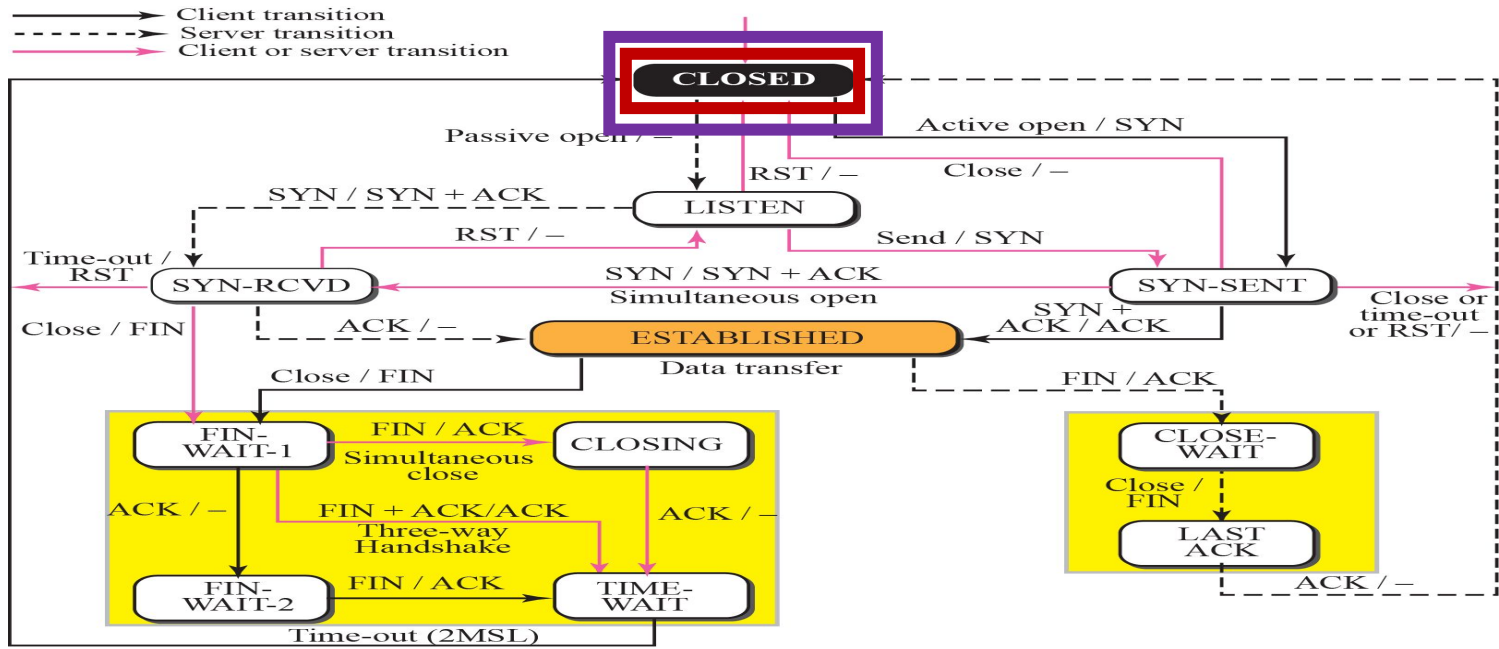 Client transition
Server transition
Client or server transition
CLOSED
Passive open / –
Active open / SYN
RST / –
Close / –
SYN / SYN + ACK
LISTEN
RST / –
Send / SYN
Time-out /
RST
SYN-RCVD
SYN / SYN + ACK
Simultaneous open
SYN-SENT
Close or
time-out
or RST/ –
Close / FIN
ACK / –
SYN +
ACK / ACK
ESTABLISHED
Data transfer
Close / FIN
FIN / ACK
FIN-
WAIT-1
FIN / ACK
Simultaneous
close
CLOSING
CLOSE-
WAIT
ACK / –
FIN + ACK/ACK
Three-way
Handshake
ACK / –
Close /
FIN
LAST
ACK
FIN-
WAIT-2
FIN / ACK
TIME-
WAIT
ACK / –
Time-out (2MSL)